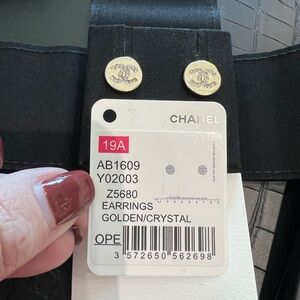 CHANEL
19A
AB1609
Y02003
Z5680
EARRINGS
GOLDEN/CRYSTAL
OPE
3 572650 562698